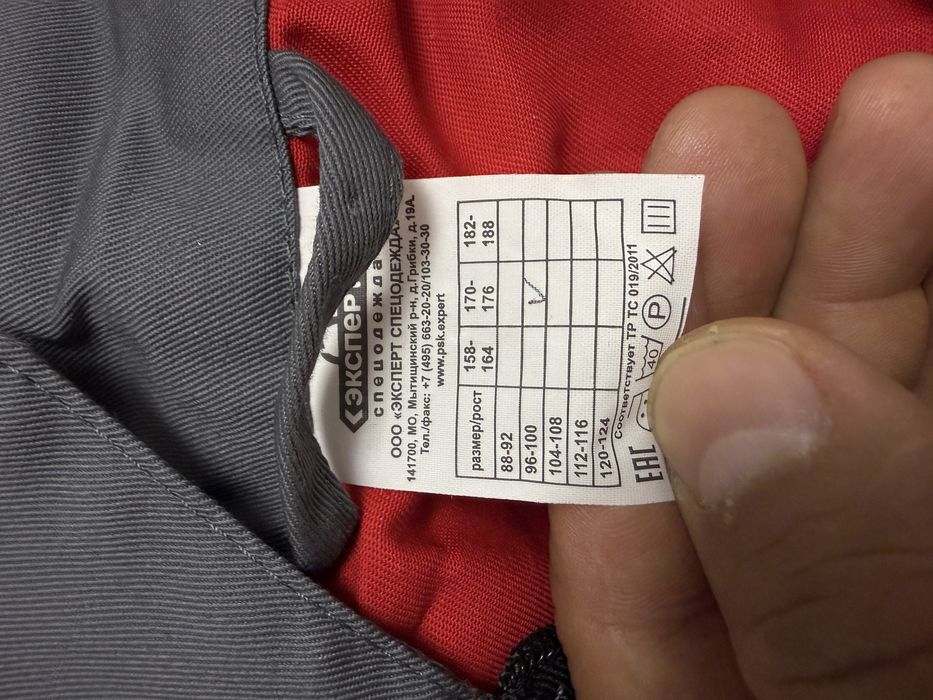 ЭКСПЕРТ
спецодежда
ООО «ЭКСПЕРТ СПЕЦОДЕЖДА»
141700, МО, Мытищинский р-н, д.Грибки, д.19А.
Тел./факс: +7 (495) 663-20-20/103-30-30
www.psk.expert
размер/рост 158-164 170-176 182-188
88-92
96-100
104-108
112-116
120-124
Соответствует ТР ТС 019/2011
ЕАС 40 P